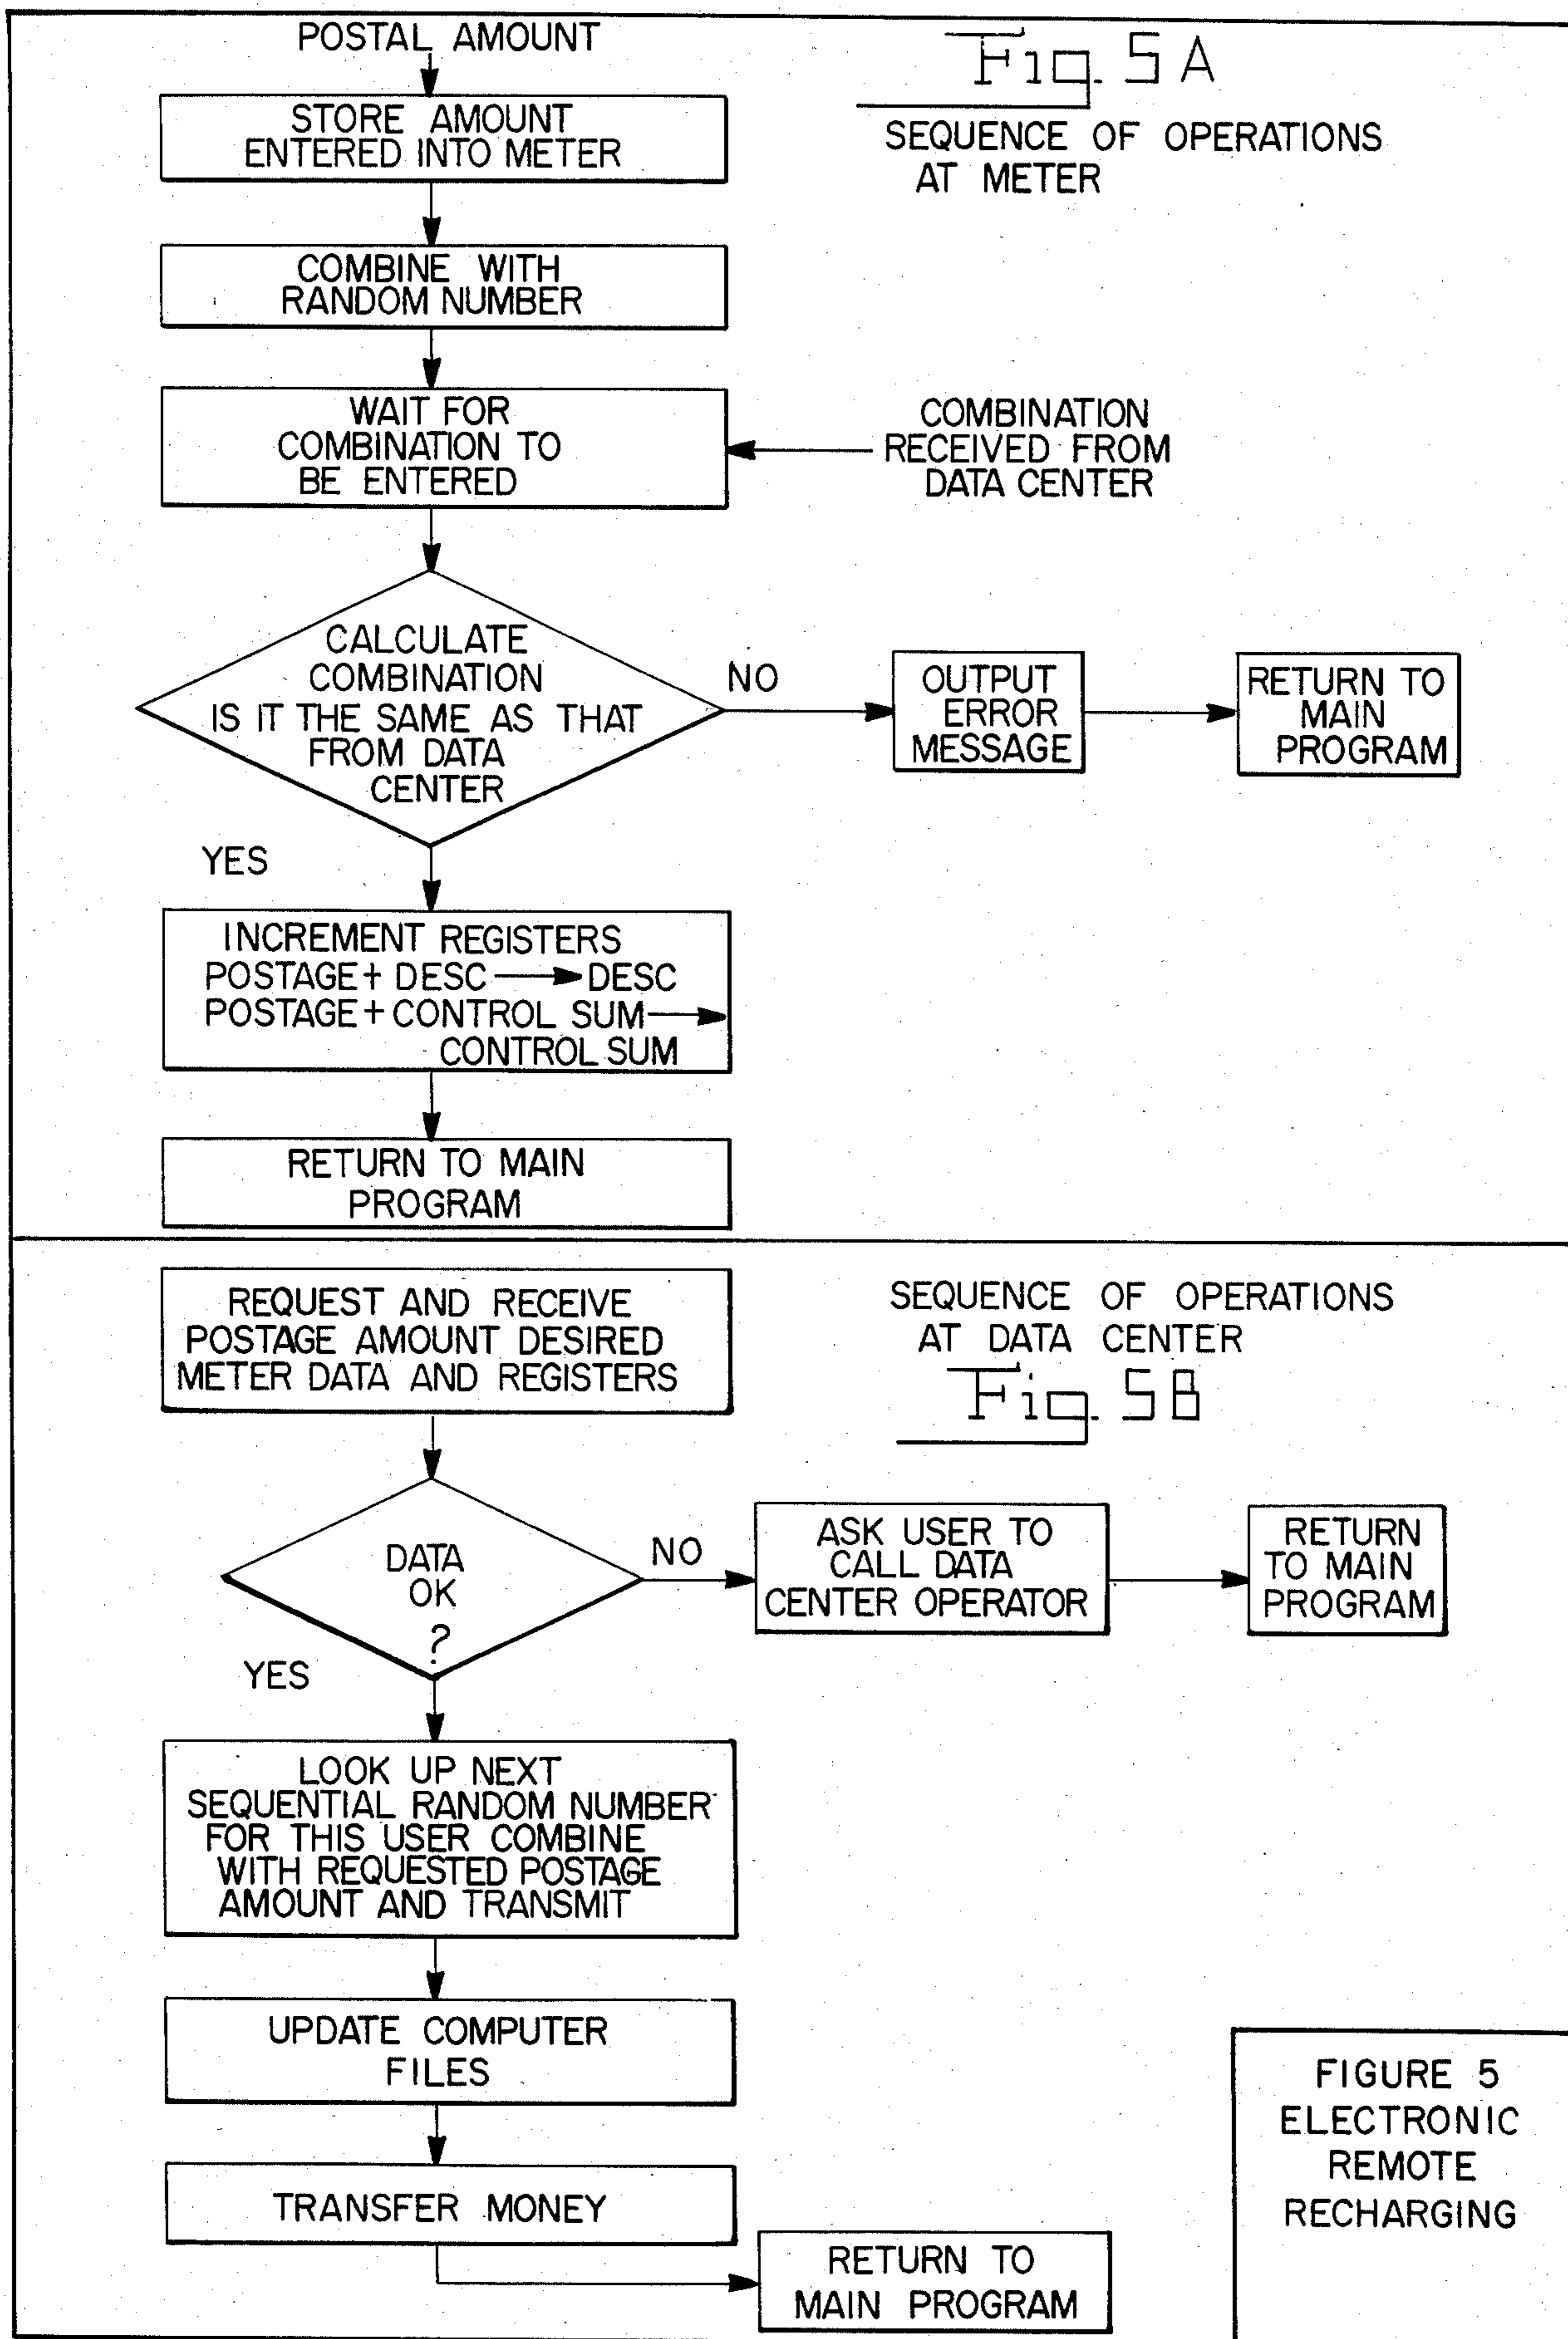 POSTAL AMOUNT
Fig. 5A
SEQUENCE OF OPERATIONS
AT METER
STORE AMOUNT
ENTERED INTO METER
COMBINE WITH
RANDOM NUMBER
WAIT FOR
COMBINATION TO
BE ENTERED
COMBINATION
RECEIVED FROM
DATA CENTER
CALCULATE
COMBINATION
IS IT THE SAME AS THAT
FROM DATA
CENTER
NO
OUTPUT
ERROR
MESSAGE
RETURN TO
MAIN
PROGRAM
YES
INCREMENT REGISTERS
POSTAGE + DESC → DESC
POSTAGE + CONTROL SUM →
CONTROL SUM
RETURN TO MAIN
PROGRAM
REQUEST AND RECEIVE
POSTAGE AMOUNT DESIRED
METER DATA AND REGISTERS
SEQUENCE OF OPERATIONS
AT DATA CENTER
Fig. 5B
DATA
OK
?
NO
ASK USER TO
CALL DATA
CENTER OPERATOR
RETURN
TO MAIN
PROGRAM
YES
LOOK UP NEXT
SEQUENTIAL RANDOM NUMBER
FOR THIS USER COMBINE
WITH REQUESTED POSTAGE
AMOUNT AND TRANSMIT
UPDATE COMPUTER
FILES
TRANSFER MONEY
RETURN TO
MAIN PROGRAM
FIGURE 5
ELECTRONIC
REMOTE
RECHARGING